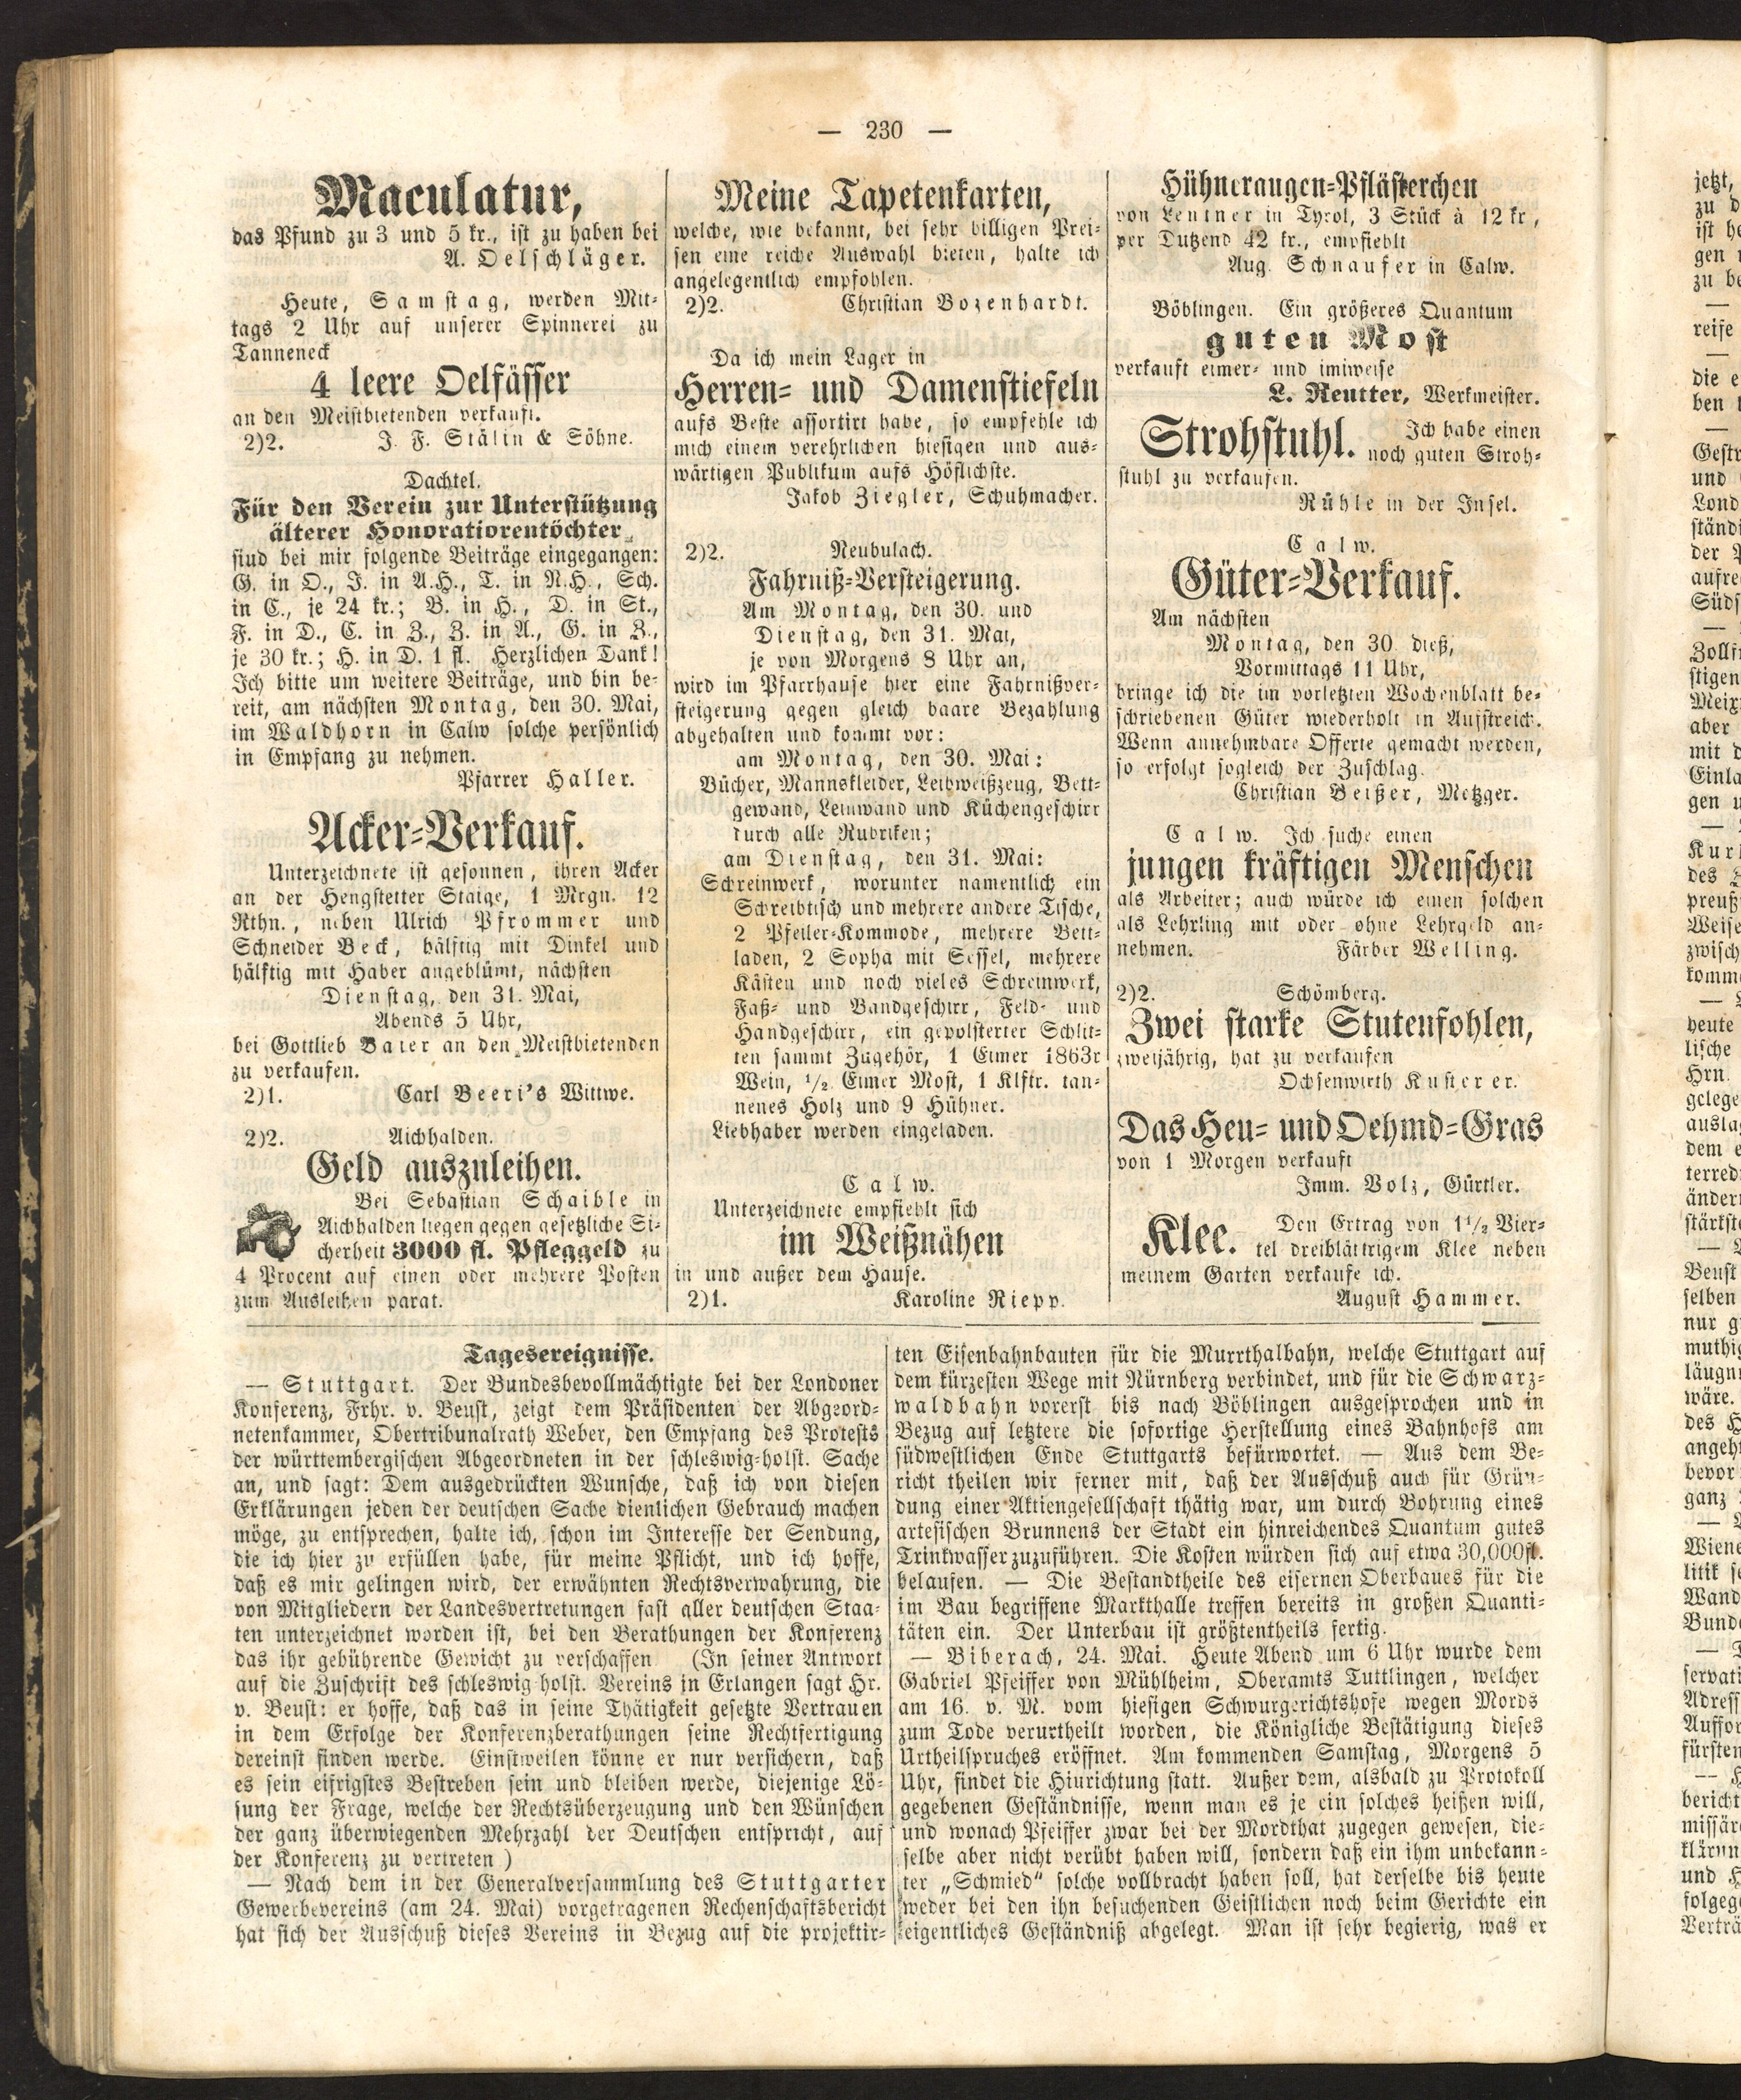 — 230 —
Maculatur,
das Pfund zu 3 und 5 kr., ist zu haben bei
A. Oelschläger.
Heute, Samstag, werden Mit-
tags 2 Uhr auf unserer Spinnerei zu
Tanneneck
4 leere Oelfässer
an den Meistbietenden verkauft.
2)2. J. F. Stälin & Söhne.
Dachtel.
Für den Verein zur Unterstützung
älterer Honoratiorentöchter
sind bei mir folgende Beiträge eingegangen:
G. in O., J. in A.H., T. in N.H., Sch.
in C., je 24 kr.; B. in H., D. in St.,
F. in D., C. in Z., Z. in A., G. in Z.,
je 30 kr.; H. in D. 1 fl. Herzlichen Dank!
Ich bitte um weitere Beiträge, und bin be-
reit, am nächsten Montag, den 30. Mai,
im Waldhorn in Calw solche persönlich
in Empfang zu nehmen.
Pfarrer Haller.
Acker-Verkauf.
Unterzeichnete ist gesonnen, ihren Acker
an der Hengstetter Staige, 1 Mrgn. 12
Rthn., neben Ulrich Pfrommer und
Schneider Beck, hälftig mit Dinkel und
hälftig mit Haber angeblümt, nächsten
Dienstag, den 31. Mai,
Abends 5 Uhr,
bei Gottlieb Baier an den Meistbietenden
zu verkaufen.
2)1. Carl Beeri's Wittwe.
2)2. Aichhalden.
Geld auszuleihen.
Bei Sebastian Schaible in
Aichhalden liegen gegen gesetzliche Si-
cherheit 3000 fl. Pfleggeld zu
4 Procent auf einen oder mehrere Posten
zum Ausleihen parat.
Meine Tapetenkarten,
welche, wie bekannt, bei sehr billigen Prei-
sen eine reiche Auswahl bieten, halte ich
angelegentlich empfohlen.
2)2. Christian Bozenhardt.
Da ich mein Lager in
Herren- und Damenstiefeln
aufs Beste assortirt habe, so empfehle ich
mich einem verehrlichen hiesigen und aus-
wärtigen Publikum aufs Höflichste.
Jakob Ziegler, Schuhmacher.
2)2. Neubulach.
Fahrniß-Versteigerung.
Am Montag, den 30. und
Dienstag, den 31. Mai,
je von Morgens 8 Uhr an,
wird im Pfarrhause hier eine Fahrnißver-
steigerung gegen gleich baare Bezahlung
abgehalten und kommt vor:
am Montag, den 30. Mai:
Bücher, Mannskleider, Leibweißzeug, Bett-
gewand, Leinwand und Küchengeschirr
durch alle Rubriken;
am Dienstag, den 31. Mai:
Schreinwerk, worunter namentlich ein
Schreibtisch und mehrere andere Tische,
2 Pfeiler-Kommode, mehrere Bett-
laden, 2 Sopha mit Sessel, mehrere
Kästen und noch vieles Schreinwerk,
Faß- und Bandgeschirr, Feld- und
Handgeschirr, ein gepolsterter Schlit-
ten sammt Zugehör, 1 Eimer 1863r
Wein, 1/2 Eimer Most, 1 Klftr. tan-
nenes Holz und 9 Hühner.
Liebhaber werden eingeladen.
Calw.
Unterzeichnete empfiehlt sich
im Weißnähen
in und außer dem Hause.
2)1. Karoline Riepp.
Hühneraugen-Pflästerchen
von Lentner in Tyrol, 3 Stück à 12 kr,
per Dutzend 42 kr., empfiehlt
Aug. Schnaufer in Calw.
Böblingen. Ein größeres Quantum
guten Most
verkauft eimer- und imiweise
L. Reutter, Werkmeister.
Strohstuhl. Ich habe einen
noch guten Stroh-
stuhl zu verkaufen.
Rühle in der Insel.
Calw.
Güter-Verkauf.
Am nächsten
Montag, den 30. dieß,
Vormittags 11 Uhr,
bringe ich die im vorletzten Wochenblatt be-
schriebenen Güter wiederholt in Aufstreich.
Wenn annehmbare Offerte gemacht werden,
so erfolgt sogleich der Zuschlag.
Christian Beißer, Metzger.
Calw. Ich suche einen
jungen kräftigen Menschen
als Arbeiter; auch würde ich einen solchen
als Lehrling mit oder ohne Lehrgeld an-
nehmen. Färber Welling.
2)2. Schömberg.
Zwei starke Stutenfohlen,
zweijährig, hat zu verkaufen
Ochsenwirth Kusterer.
Das Heu- und Oehmd-Gras
von 1 Morgen verkauft
Imm. Volz, Gürtler.
Klee. Den Ertrag von 1 1/2 Vier-
tel dreiblättrigem Klee neben
meinem Garten verkaufe ich.
August Hammer.
Tagesereignisse.
— Stuttgart. Der Bundesbevollmächtigte bei der Londoner
Konferenz, Frhr. v. Beust, zeigt dem Präsidenten der Abgeord-
netenkammer, Obertribunalrath Weber, den Empfang des Protests
der württembergischen Abgeordneten in der schleswig-holst. Sache
an, und sagt: Dem ausgedrückten Wunsche, daß ich von diesen
Erklärungen jeden der deutschen Sache dienlichen Gebrauch machen
möge, zu entsprechen, halte ich, schon im Interesse der Sendung,
die ich hier zu erfüllen habe, für meine Pflicht, und ich hoffe,
daß es mir gelingen wird, der erwähnten Rechtsverwahrung, die
von Mitgliedern der Landesvertretungen fast aller deutschen Staa-
ten unterzeichnet worden ist, bei den Berathungen der Konferenz
das ihr gebührende Gewicht zu verschaffen (In seiner Antwort
auf die Zuschrift des schleswig holst. Vereins in Erlangen sagt Hr.
v. Beust: er hoffe, daß das in seine Thätigkeit gesetzte Vertrauen
in dem Erfolge der Konferenzberathungen seine Rechtfertigung
dereinst finden werde. Einstweilen könne er nur versichern, daß
es sein eifrigstes Bestreben sein und bleiben werde, diejenige Lö-
sung der Frage, welche der Rechtsüberzeugung und den Wünschen
der ganz überwiegenden Mehrzahl der Deutschen entspricht, auf
der Konferenz zu vertreten )
— Nach dem in der Generalversammlung des Stuttgarter
Gewerbevereins (am 24. Mai) vorgetragenen Rechenschaftsbericht
hat sich der Ausschuß dieses Vereins in Bezug auf die projektir-
ten Eisenbahnbauten für die Murrthalbahn, welche Stuttgart auf
dem kürzesten Wege mit Nürnberg verbindet, und für die Schwarz-
waldbahn vorerst bis nach Böblingen ausgesprochen und in
Bezug auf letztere die sofortige Herstellung eines Bahnhofs am
südwestlichen Ende Stuttgarts befürwortet. — Aus dem Be-
richt theilen wir ferner mit, daß der Ausschuß auch für Grün-
dung einer Aktiengesellschaft thätig war, um durch Bohrung eines
artesischen Brunnens der Stadt ein hinreichendes Quantum gutes
Trinkwasser zuzuführen. Die Kosten würden sich auf etwa 30,000 fl.
belaufen. — Die Bestandtheile des eisernen Oberbaues für die
im Bau begriffene Markthalle treffen bereits in großen Quanti-
täten ein. Der Unterbau ist größtentheils fertig.
— Biberach, 24. Mai. Heute Abend um 6 Uhr wurde dem
Gabriel Pfeiffer von Mühlheim, Oberamts Tuttlingen, welcher
am 16. v. M. vom hiesigen Schwurgerichtshofe wegen Mords
zum Tode verurtheilt worden, die Königliche Bestätigung dieses
Urtheilspruches eröffnet. Am kommenden Samstag, Morgens 5
Uhr, findet die Hinrichtung statt. Außer dem, alsbald zu Protokoll
gegebenen Geständnisse, wenn man es je ein solches heißen will,
und wonach Pfeiffer zwar bei der Mordthat zugegen gewesen, die-
selbe aber nicht verübt haben will, sondern daß ein ihm unbekann-
ter „Schmied“ solche vollbracht haben soll, hat derselbe bis heute
weder bei den ihn besuchenden Geistlichen noch beim Gerichte ein
eigentliches Geständniß abgelegt. Man ist sehr begierig, was er